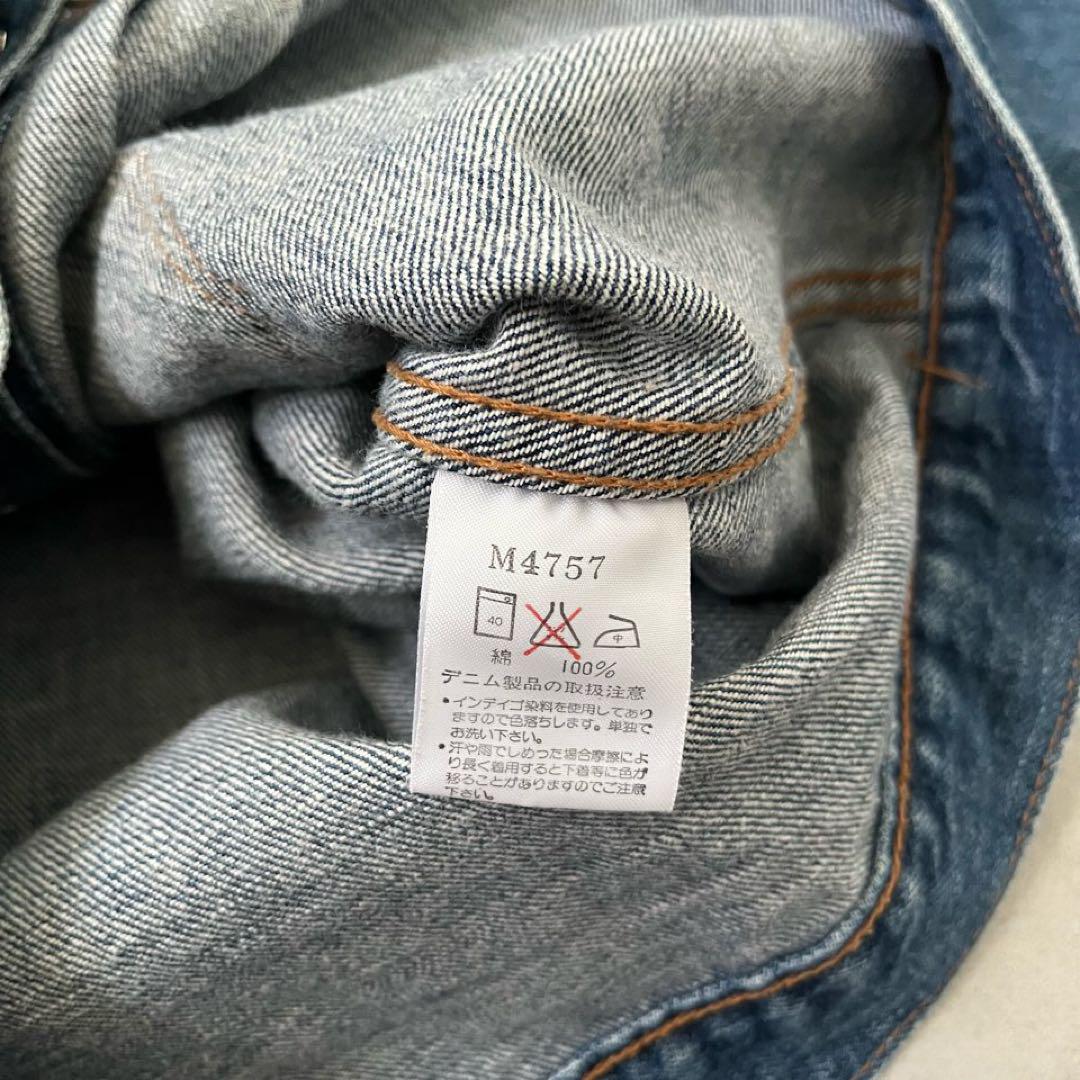 M4757
40 中
綿 100%
デニム製品の取扱注意
•インデイゴ染料を使用してあり
ますので色落ちします。単独で
お洗い下さい。
•汗や雨でしめった場合摩擦によ
り長く着用すると下着等に色が
移ることがありますのでご注意
下さい。